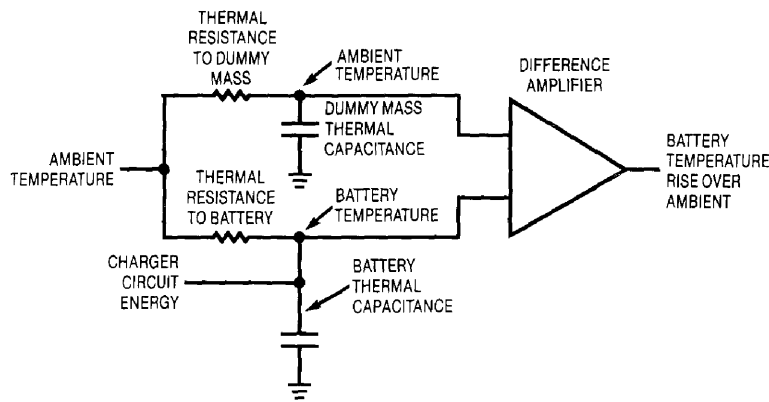 THERMAL
RESISTANCE
TO DUMMY
MASS
AMBIENT
TEMPERATURE
DIFFERENCE
AMPLIFIER
DUMMY MASS
THERMAL
CAPACITANCE
AMBIENT
TEMPERATURE
THERMAL
RESISTANCE
TO BATTERY
BATTERY
TEMPERATURE
BATTERY
TEMPERATURE
RISE OVER
AMBIENT
CHARGER
CIRCUIT
ENERGY
BATTERY
THERMAL
CAPACITANCE